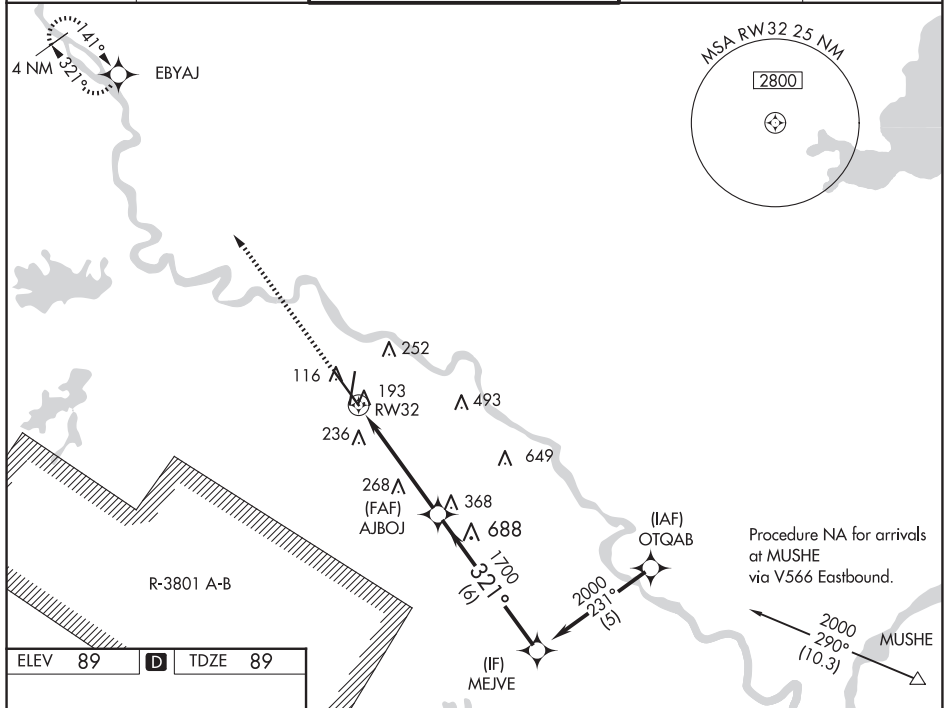 141°
4 NM
321°
EBYAJ
MSA RW32 25 NM
2800
252
116
193
RW32
493
236
649
268
368
(FAF)
AJBOJ
688
(IAF)
OTQAB
Procedure NA for arrivals
at MUSHE
via V566 Eastbound.
R-3801 A-B
1700
321°
(6)
2000
231°
(5)
2000
290°
(10.3)
MUSHE
(IF)
MEJVE
ELEV 89 D TDZE 89